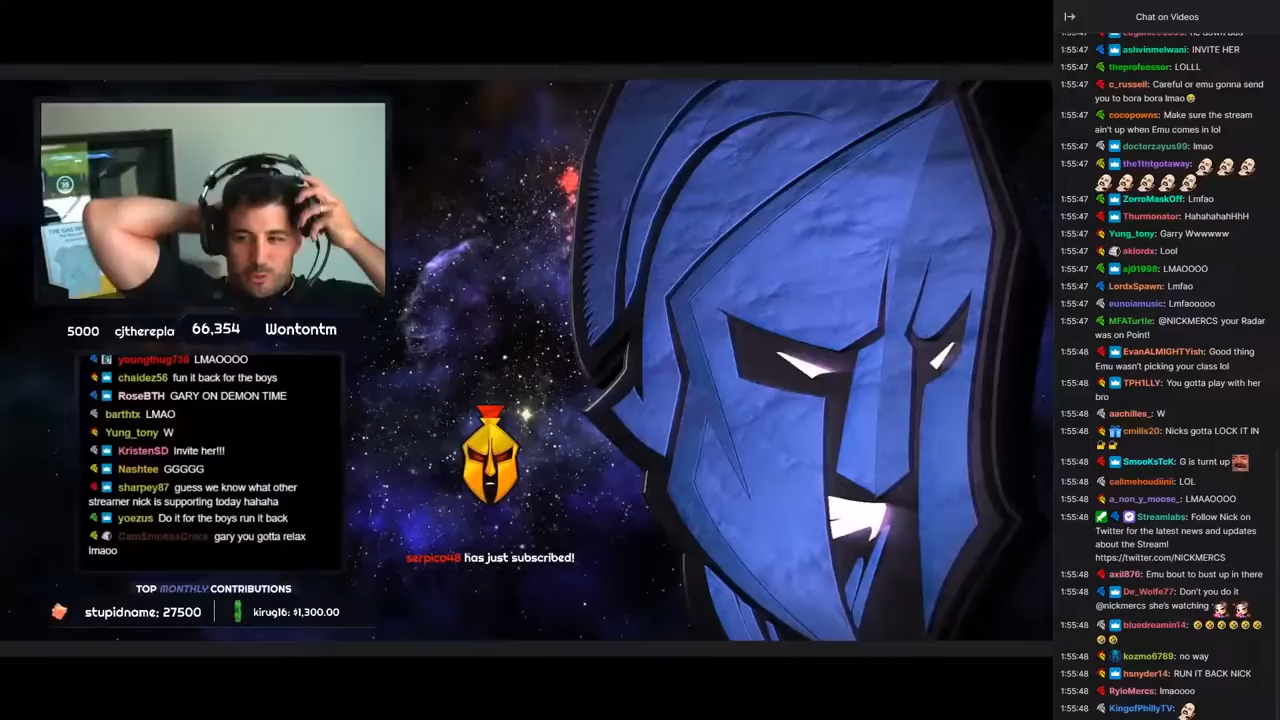 5000 cjtherepla 66,354 Wontontm
youngthug736 LMAOOOO
chaidez56 fun it back for the boys
RoseBTH GARY ON DEMON TIME
barthtx LMAO
Yung_tony W
KristenSD Invite her!!!
Nashtee GGGGG
sharpey87 guess we know what other
streamer nick is supporting today hahaha
yoezus Do it for the boys run it back
CamSmokesCrack gary you gotta relax
lmaoo
TOP MONTHLY CONTRIBUTIONS
stupidname; 27500
kirug16: $1,300.00
serpico48 has just subscribed!
Chat on Videos
1:55:47 ashvinmelwani: INVITE HER
1:55:47 theprofeessor: LOLLL
1:55:47 c_russell: Careful or emu gonna send
you to bora bora lmao
1:55:47 cocopowns: Make sure the stream
ain't up when Emu comes in lol
1:55:47 doctorzayus99: lmao
1:55:47 the1thtgotaway:
1:55:47 ZorroMaskOff: Lmfao
1:55:47 Thurmonator: HahahahahHhH
1:55:47 Yung_tony: Garry Wwwwww
1:55:47 aklordx: Lool
1:55:47 aj01998: LMAOOOO
1:55:47 LordxSpawn: Lmfao
1:55:47 eunoiamusic: Lmfaooooo
1:55:47 MFATurtle: @NICKMERCS your Radar
was on Point!
1:55:48 EvanALMIGHTYish: Good thing
Emu wasn't picking your class lol
1:55:48 TPH1LLY: You gotta play with her
bro
1:55:48 aachilles_: W
1:55:48 cmills20: Nicks gotta LOCK IT IN
1:55:48 SmooKsTcK: G is turnt up
1:55:48 callmehoudiinii: LOL
1:55:48 a_non_y_moose_: LMAAOOOO
1:55:48 Streamlabs: Follow Nick on
Twitter for the latest news and updates
about the Stream!
https://twitter.com/NICKMERCS
1:55:48 axil876: Emu bout to bust up in there
1:55:48 De_Wolfe77: Don't you do it
@nickmercs she's watching
1:55:48 bluedreamin14:
1:55:48 kozmo6789: no way
1:55:48 hsnyder14: RUN IT BACK NICK
1:55:48 RyloMercs: lmaoooo
1:55:48 KingofPhillyTV: